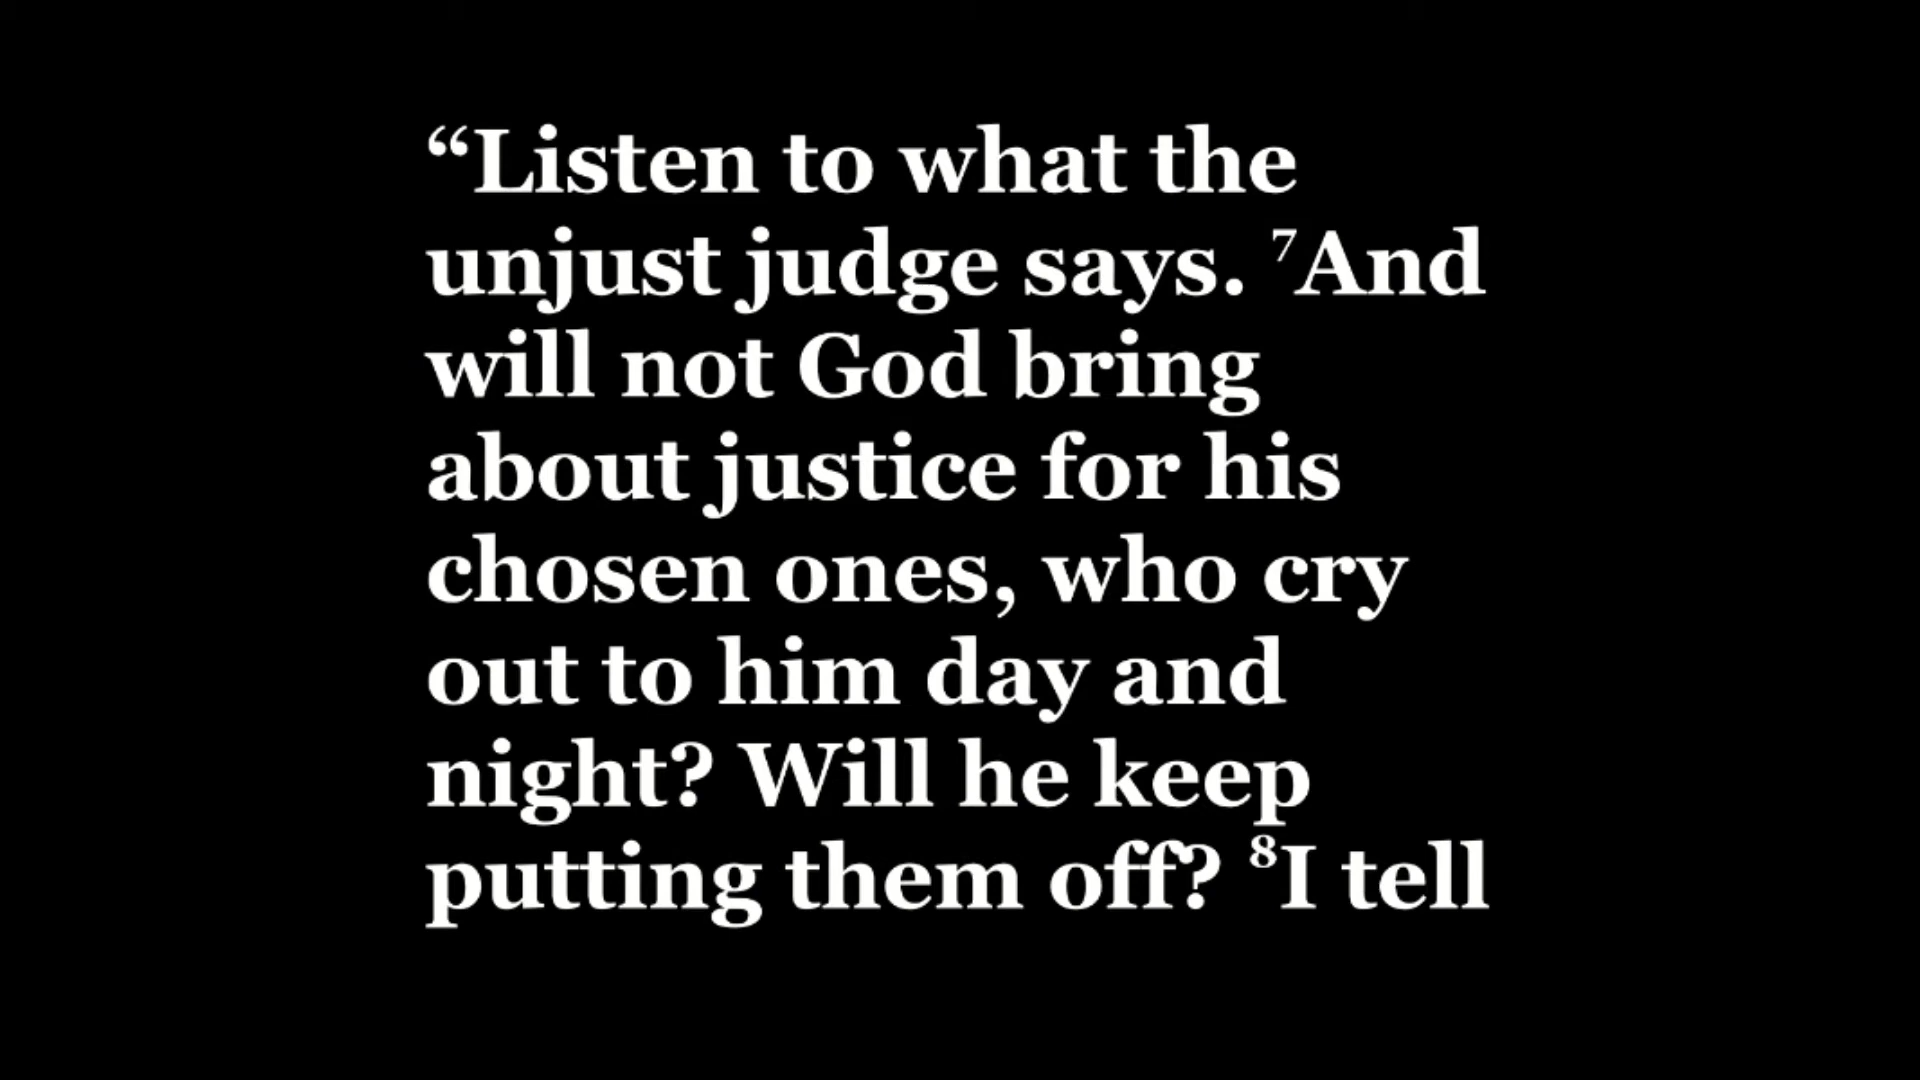 “Listen to what the
unjust judge says. ⁷And
will not God bring
about justice for his
chosen ones, who cry
out to him day and
night? Will he keep
putting them off? ⁸I tell